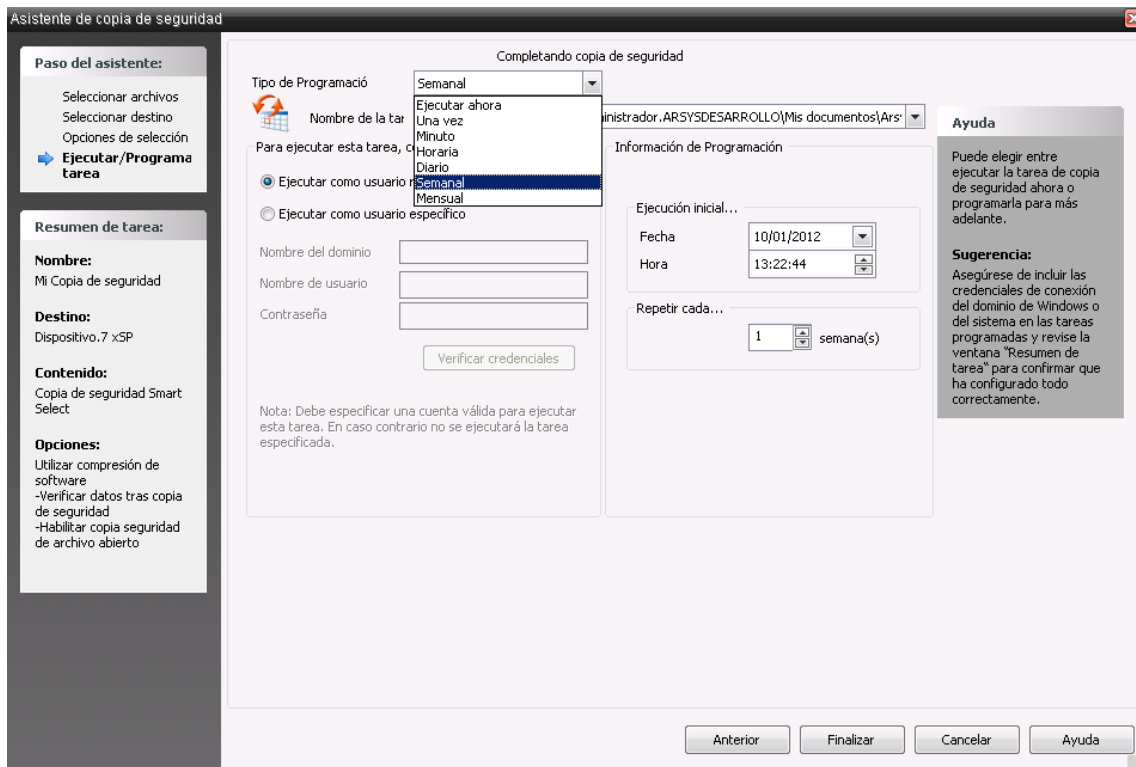 Asistente de copia de seguridad
Paso del asistente:
Seleccionar archivos
Seleccionar destino
Opciones de selección
Ejecutar/Programa
tarea
Resumen de tarea:
Nombre:
Mi Copia de seguridad
Destino:
Dispositivo.7 xSP
Contenido:
Copia de seguridad Smart
Select
Opciones:
Utilizar compresión de
software
-Verificar datos tras copia
de seguridad
-Habilitar copia seguridad
de archivo abierto
Completando copia de seguridad
Tipo de Programació
Semanal
Ejecutar ahora
Una vez
Minuto
Horaria
Diario
Semanal
Mensual
Nombre de la tar
ministrador.ARSYSDESARROLLO\Mis documentos\Ars
Para ejecutar esta tarea, c
Ejecutar como usuario
Ejecutar como usuario específico
Nombre del dominio
Nombre de usuario
Contraseña
Verificar credenciales
Nota: Debe especificar una cuenta válida para ejecutar
esta tarea. En caso contrario no se ejecutará la tarea
especificada.
Información de Programación
Ejecución inicial...
Fecha 10/01/2012
Hora 13:22:44
Repetir cada...
1 semana(s)
Ayuda
Puede elegir entre
ejecutar la tarea de copia
de seguridad ahora o
programarla para más
adelante.
Sugerencia:
Asegúrese de incluir las
credenciales de conexión
del dominio de Windows o
del sistema en las tareas
programadas y revise la
ventana "Resumen de
tarea" para confirmar que
ha configurado todo
correctamente.
Anterior
Finalizar
Cancelar
Ayuda